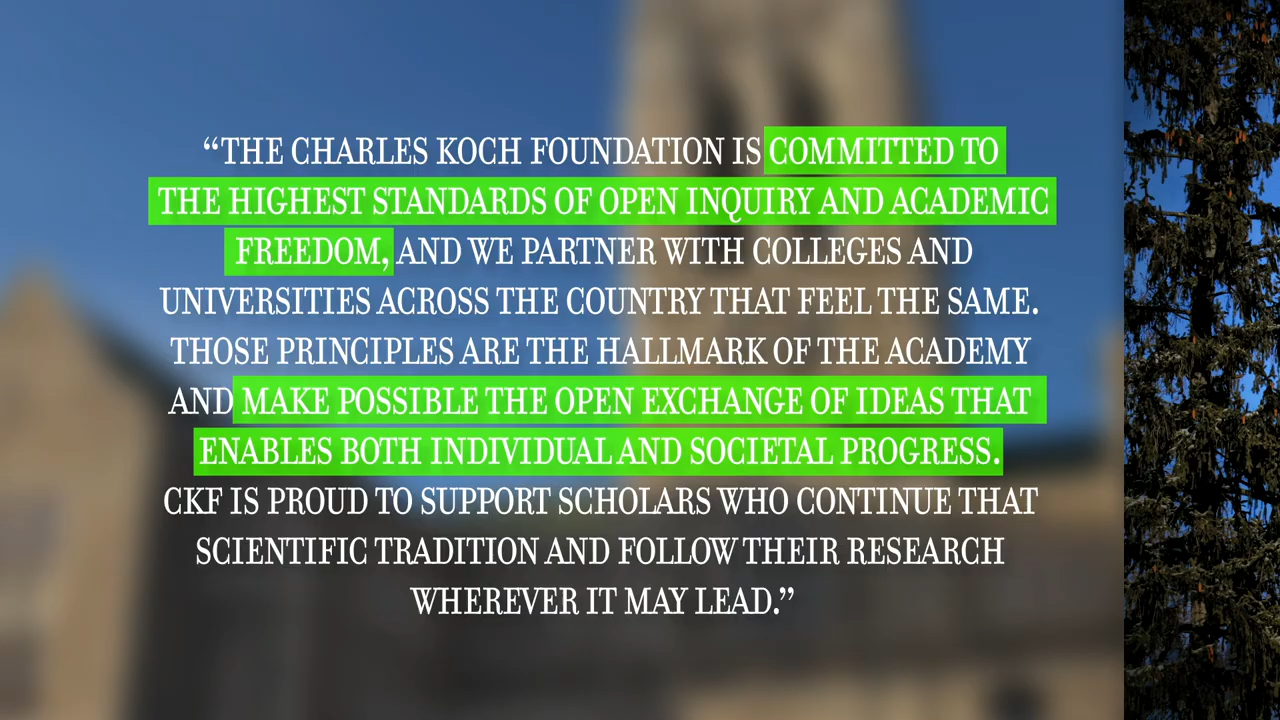 “THE CHARLES KOCH FOUNDATION IS COMMITTED TO
THE HIGHEST STANDARDS OF OPEN INQUIRY AND ACADEMIC
FREEDOM, AND WE PARTNER WITH COLLEGES AND
UNIVERSITIES ACROSS THE COUNTRY THAT FEEL THE SAME.
THOSE PRINCIPLES ARE THE HALLMARK OF THE ACADEMY
AND MAKE POSSIBLE THE OPEN EXCHANGE OF IDEAS THAT
ENABLES BOTH INDIVIDUAL AND SOCIETAL PROGRESS.
CKF IS PROUD TO SUPPORT SCHOLARS WHO CONTINUE THAT
SCIENTIFIC TRADITION AND FOLLOW THEIR RESEARCH
WHEREVER IT MAY LEAD.”